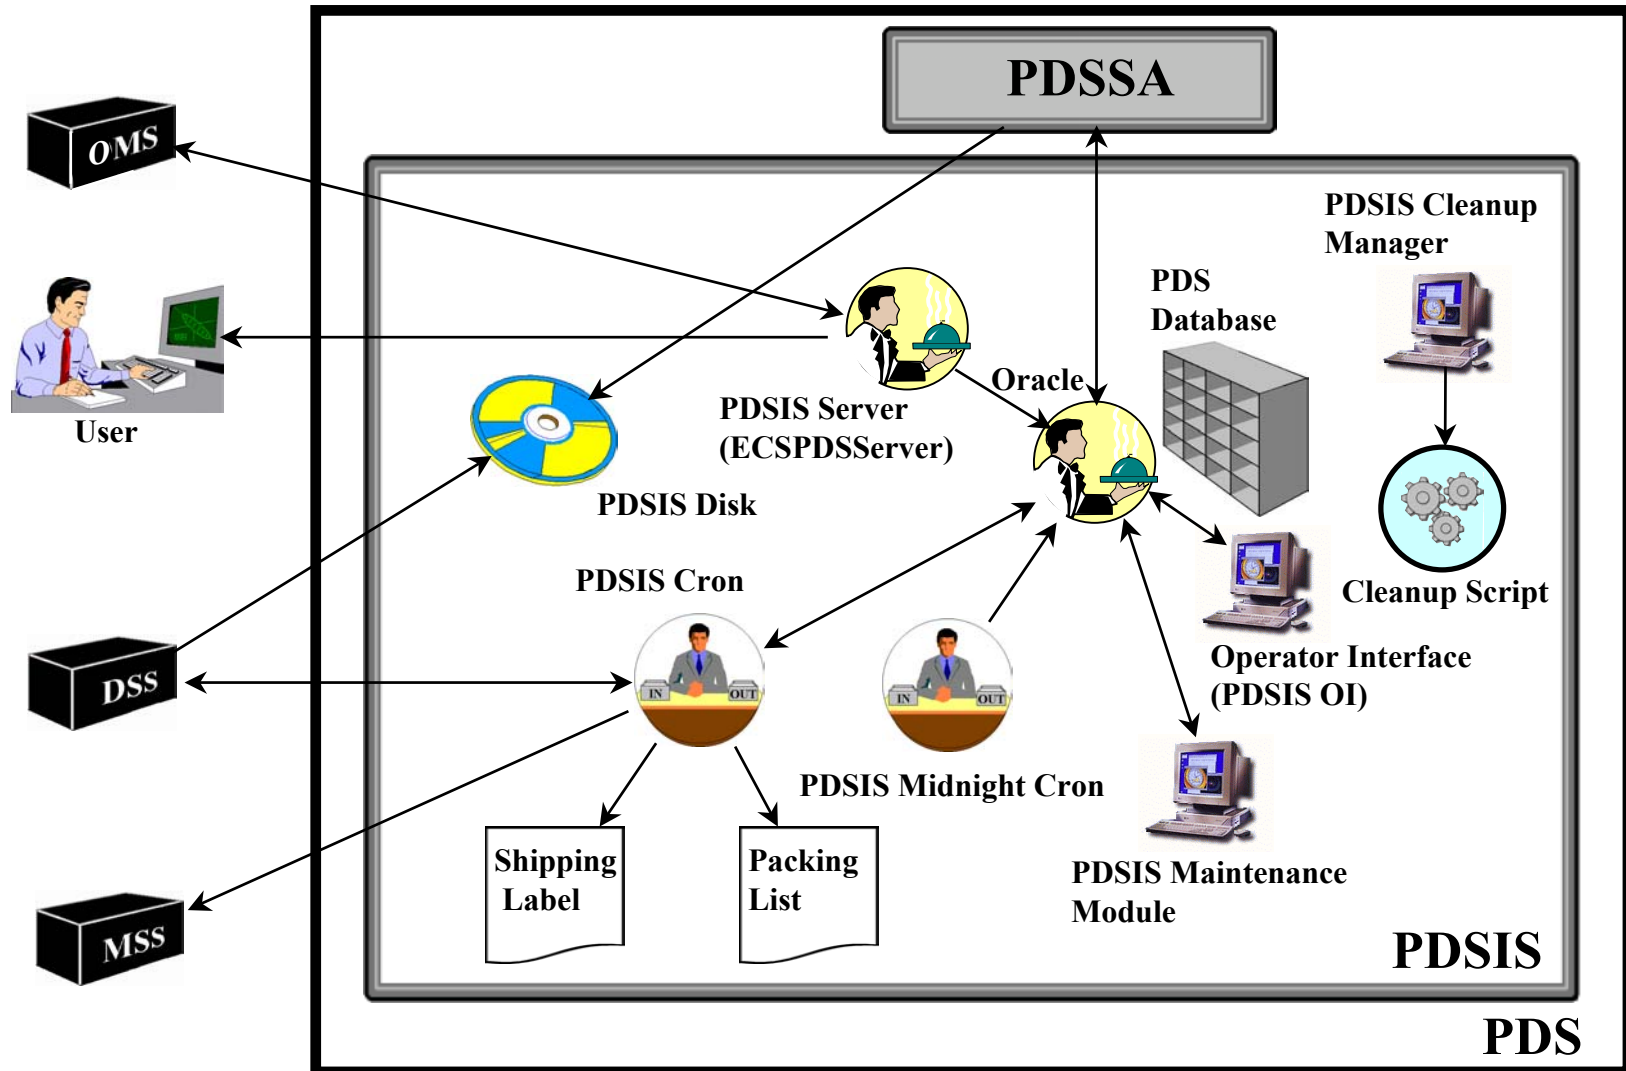 PDSSA
OMS
PDSIS Cleanup
Manager
PDS
Database
Oracle
User
PDSIS Server
(ECSPDSServer)
PDSIS Disk
PDSIS Cron
Cleanup Script
DSS
IN
OUT
IN
OUT
Operator Interface
(PDSIS OI)
PDSIS Midnight Cron
Shipping
Label
Packing
List
PDSIS Maintenance
Module
MSS
PDSIS
PDS